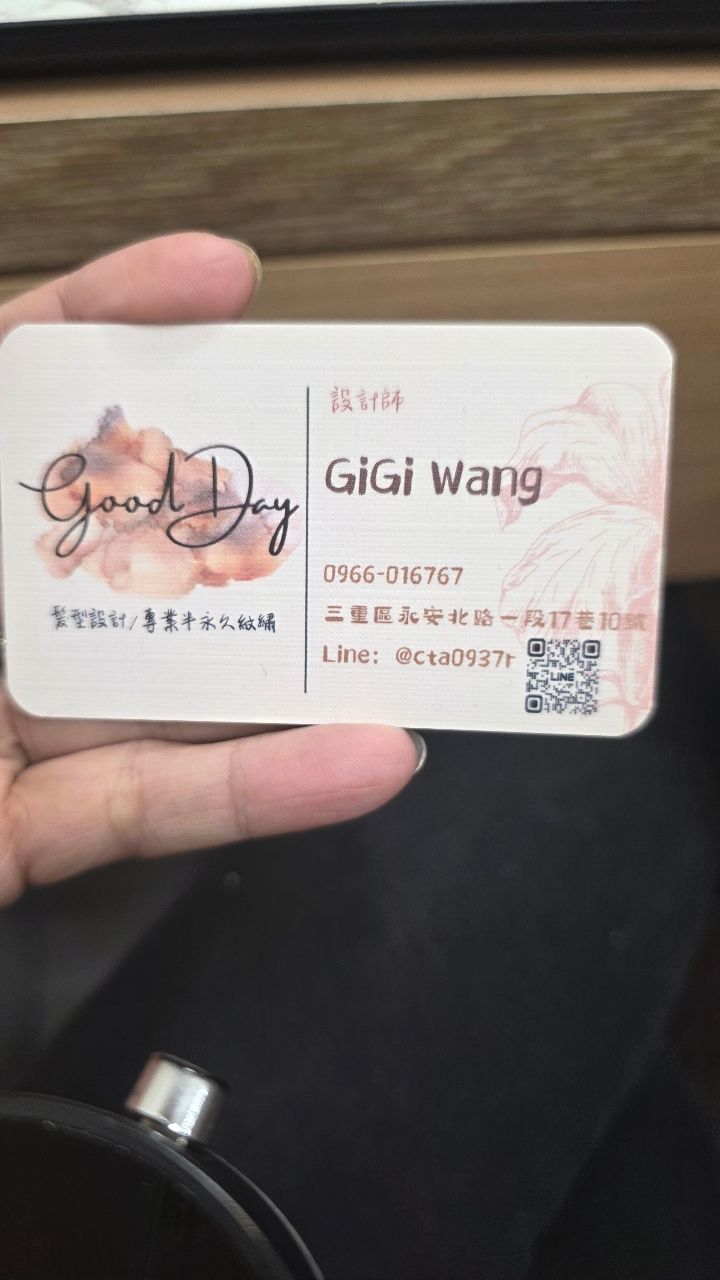 Good Day
髮型設計/專業半永久紋繡
設計師
GiGi Wang
0966-016767
三重區永安北路一段17巷10號
Line: @cta0937r
LINE